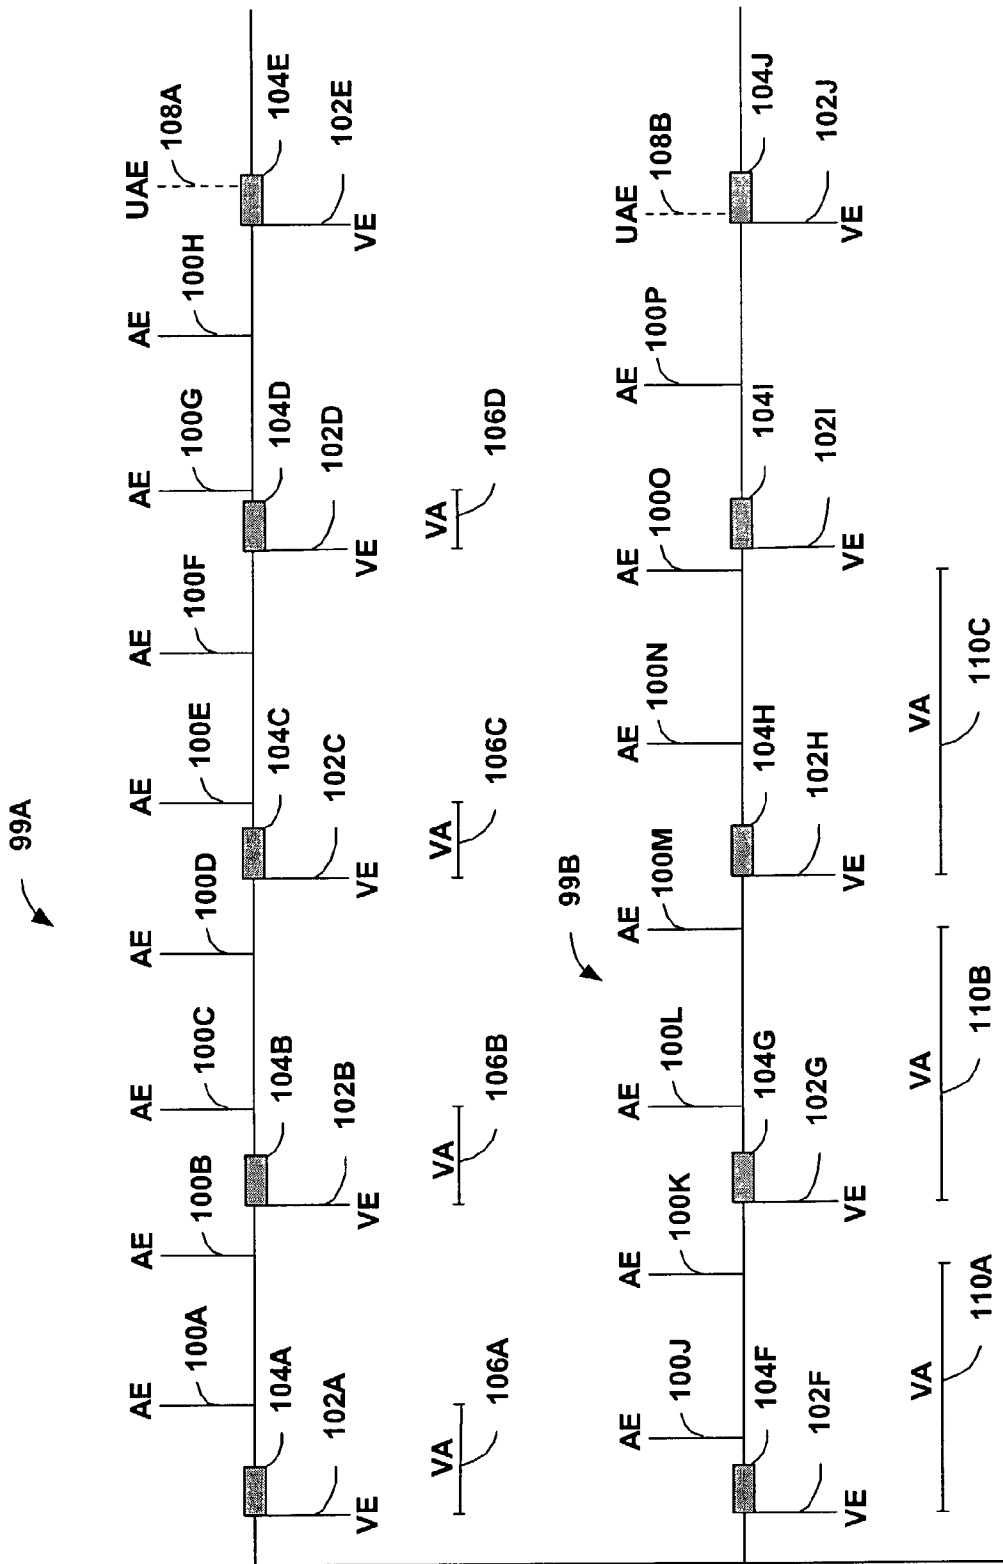 99A
AE AE AE AE AE AE AE AE UAE
100A 100B 100C 100D 100E 100F 100G 100H 108A
104A 104B 104C 104D 104E
102A 102B 102C 102D 102E
VE VE VE VE VE
VA VA VA VA
106A 106B 106C 106D
99B
AE AE AE AE AE AE AE UAE
100J 100K 100L 100M 100N 100O 100P 108B
104F 104G 104H 104I 104J
102F 102G 102H 102I 102J
VE VE VE VE VE
VA VA VA
110A 110B 110C